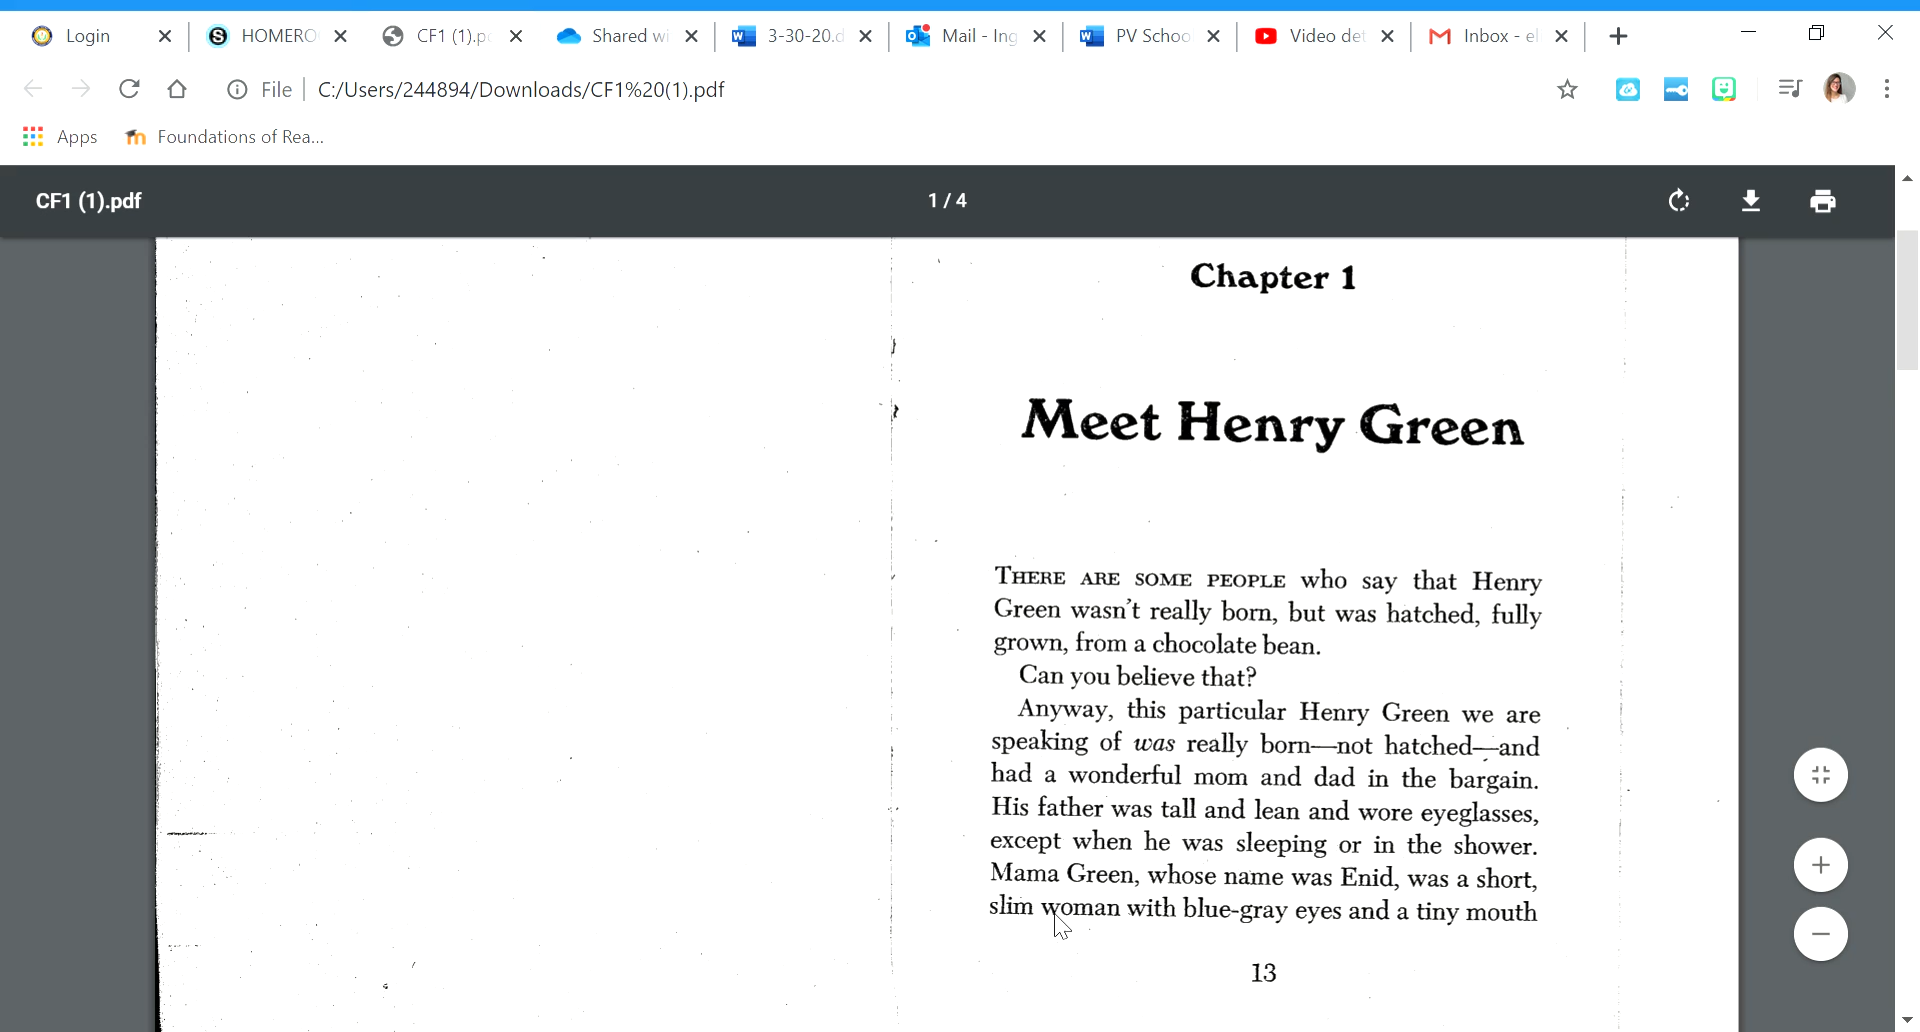 Login
HOMERO
CF1 (1).p
Shared wi
3-30-20.d
Mail - Ing
PV Schoo
Video det
Inbox - el
File
C:/Users/244894/Downloads/CF1%20(1).pdf
Apps
Foundations of Rea...
CF1 (1).pdf
1 / 4
Chapter 1
Meet Henry Green
THERE ARE SOME PEOPLE who say that Henry
Green wasn't really born, but was hatched, fully
grown, from a chocolate bean.
Can you believe that?
Anyway, this particular Henry Green we are
speaking of was really born—not hatched—and
had a wonderful mom and dad in the bargain.
His father was tall and lean and wore eyeglasses,
except when he was sleeping or in the shower.
Mama Green, whose name was Enid, was a short,
slim woman with blue-gray eyes and a tiny mouth
13